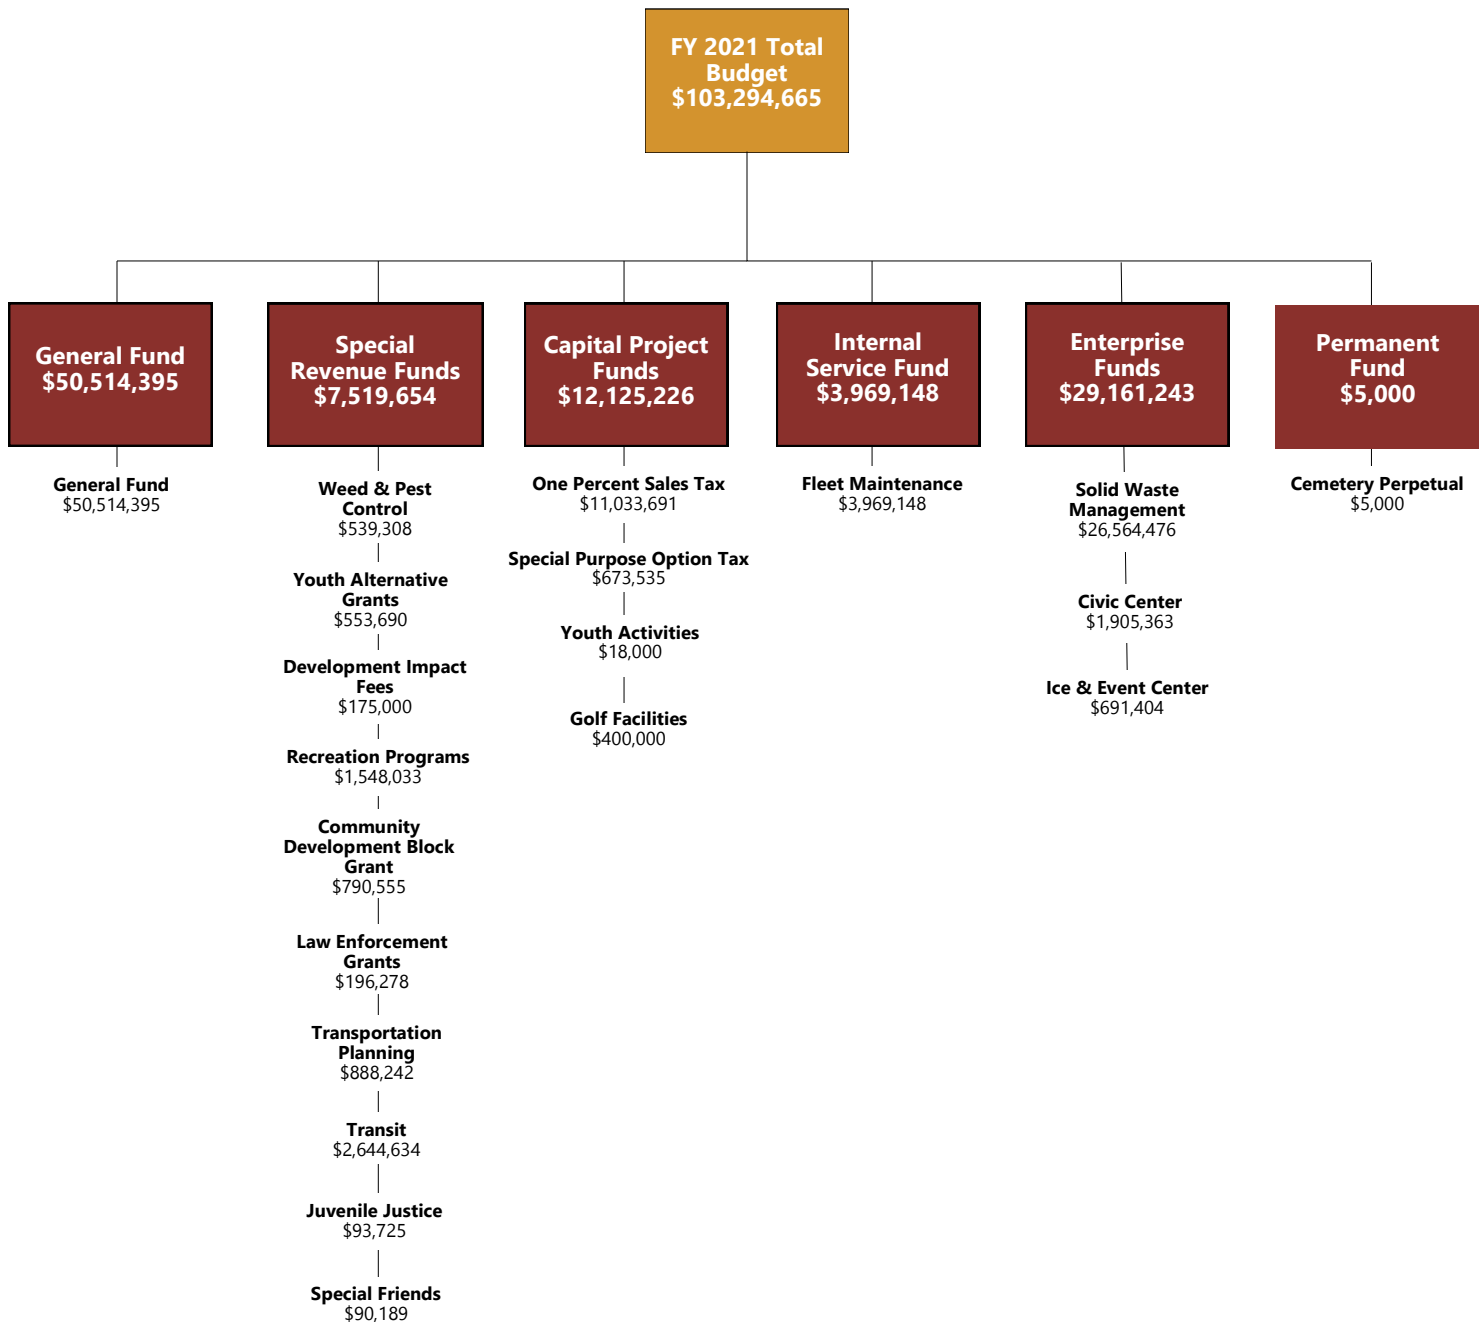 FY 2021 Total
Budget
$103,294,665
General Fund
$50,514,395
Special
Revenue Funds
$7,519,654
Capital Project
Funds
$12,125,226
Internal
Service Fund
$3,969,148
Enterprise
Funds
$29,161,243
Permanent
Fund
$5,000
General Fund
$50,514,395
Weed & Pest
Control
$539,308
Youth Alternative
Grants
$553,690
Development Impact
Fees
$175,000
Recreation Programs
$1,548,033
Community
Development Block
Grant
$790,555
Law Enforcement
Grants
$196,278
Transportation
Planning
$888,242
Transit
$2,644,634
Juvenile Justice
$93,725
Special Friends
$90,189
One Percent Sales Tax
$11,033,691
Special Purpose Option Tax
$673,535
Youth Activities
$18,000
Golf Facilities
$400,000
Fleet Maintenance
$3,969,148
Solid Waste
Management
$26,564,476
Civic Center
$1,905,363
Ice & Event Center
$691,404
Cemetery Perpetual
$5,000